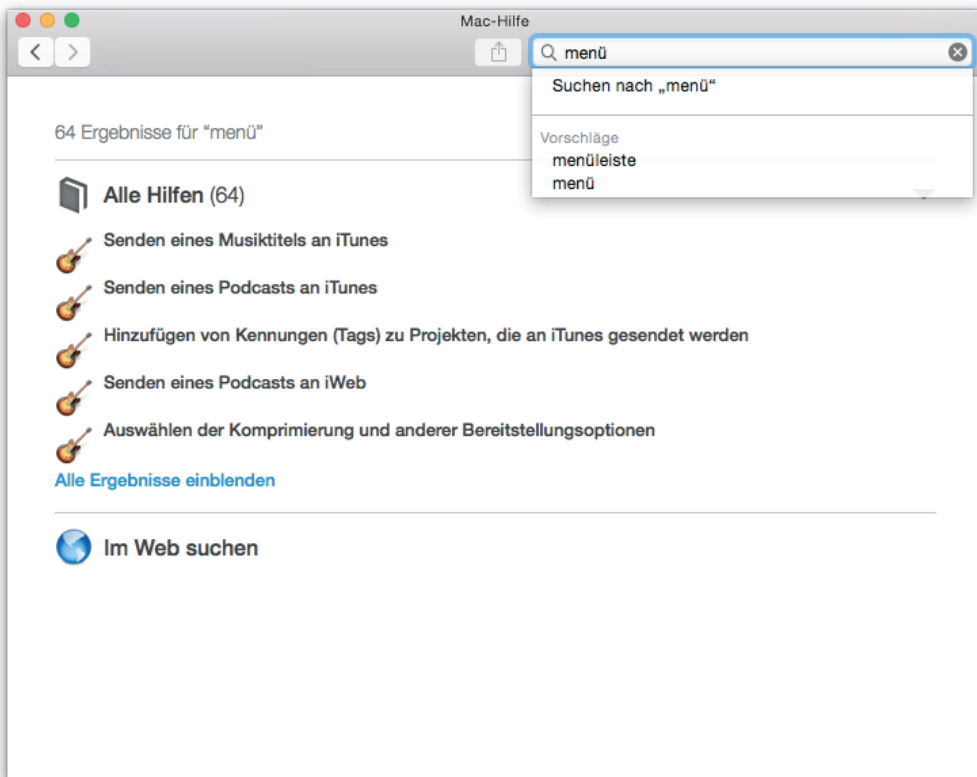 Mac-Hilfe
menü
Suchen nach „menü“
Vorschläge
menüleiste
menü
64 Ergebnisse für “menü”
Alle Hilfen (64)
Senden eines Musiktitels an iTunes
Senden eines Podcasts an iTunes
Hinzufügen von Kennungen (Tags) zu Projekten, die an iTunes gesendet werden
Senden eines Podcasts an iWeb
Auswählen der Komprimierung und anderer Bereitstellungsoptionen
Alle Ergebnisse einblenden
Im Web suchen